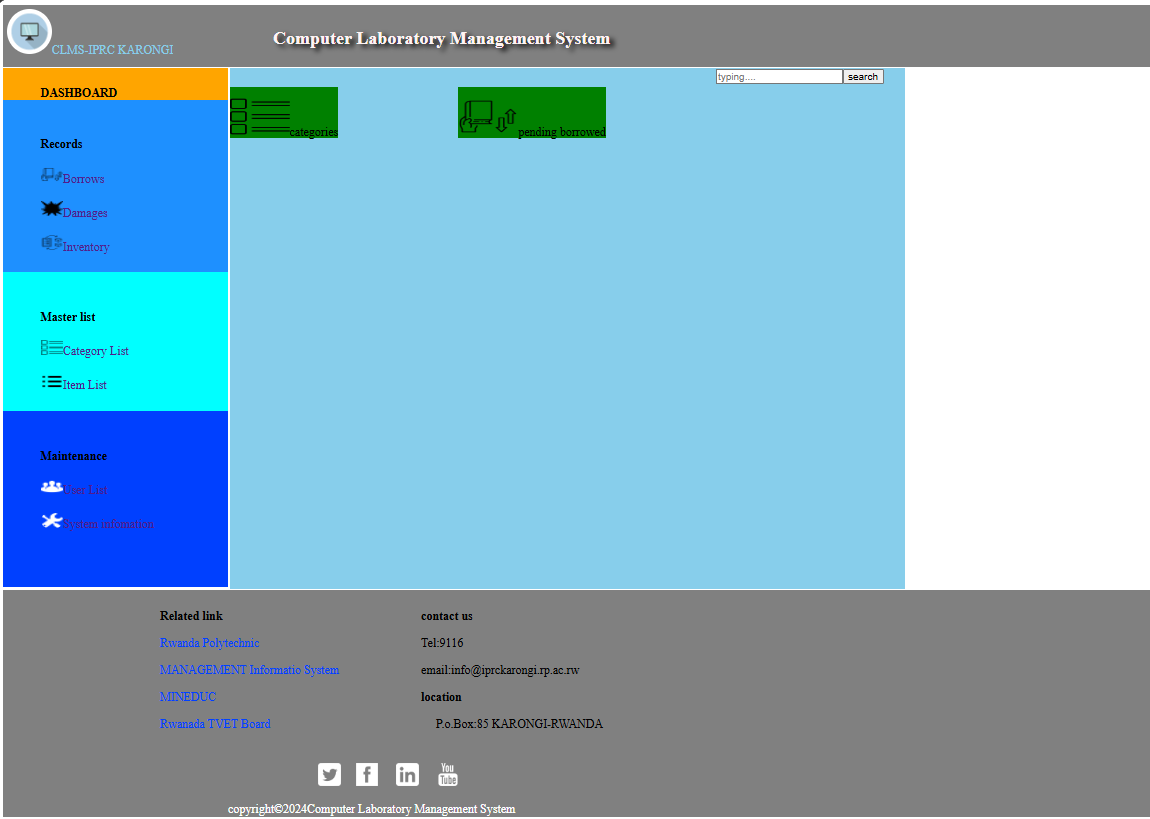 CLMS-IPRC KARONGI
Computer Laboratory Management System
DASHBOARD
Records
Borrows
Damages
Inventory
Master list
Category List
Item List
Maintenance
User List
System infomation
typing....
search
categories
pending borrowed
Related link
Rwanda Polytechnic
MANAGEMENT Informatio System
MINEDUC
Rwanada TVET Board
contact us
Tel:9116
email:info@iprckarongi.rp.ac.rw
location
P.o.Box:85 KARONGI-RWANDA
You
Tube
copyright©2024Computer Laboratory Management System